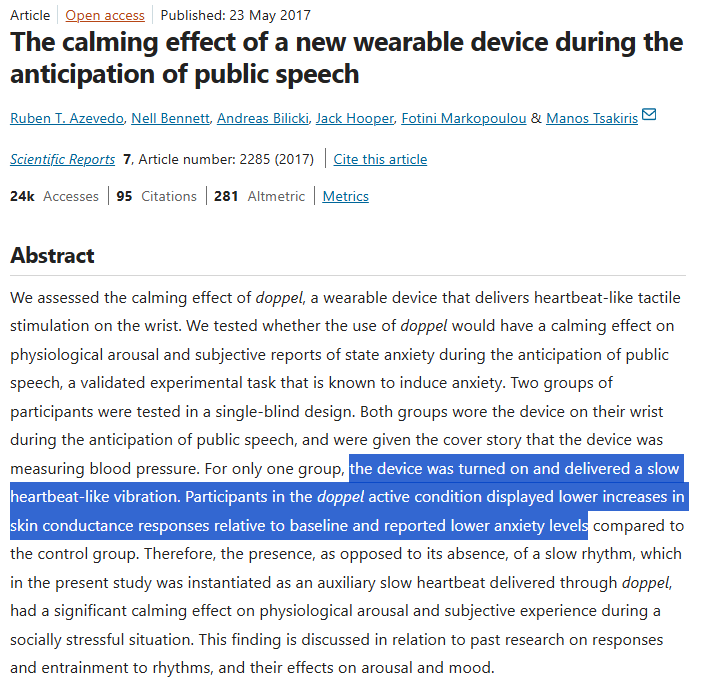 Article Open access Published: 23 May 2017
The calming effect of a new wearable device during the
anticipation of public speech
Ruben T. Azevedo, Nell Bennett, Andreas Bilicki, Jack Hooper, Fotini Markopoulou & Manos Tsakiris
Scientific Reports 7, Article number: 2285 (2017) Cite this article
24k Accesses 95 Citations 281 Altmetric Metrics
Abstract
We assessed the calming effect of doppel, a wearable device that delivers heartbeat-like tactile
stimulation on the wrist. We tested whether the use of doppel would have a calming effect on
physiological arousal and subjective reports of state anxiety during the anticipation of public
speech, a validated experimental task that is known to induce anxiety. Two groups of
participants were tested in a single-blind design. Both groups wore the device on their wrist
during the anticipation of public speech, and were given the cover story that the device was
measuring blood pressure. For only one group, the device was turned on and delivered a slow
heartbeat-like vibration. Participants in the doppel active condition displayed lower increases in
skin conductance responses relative to baseline and reported lower anxiety levels compared to
the control group. Therefore, the presence, as opposed to its absence, of a slow rhythm, which
in the present study was instantiated as an auxiliary slow heartbeat delivered through doppel,
had a significant calming effect on physiological arousal and subjective experience during a
socially stressful situation. This finding is discussed in relation to past research on responses
and entrainment to rhythms, and their effects on arousal and mood.